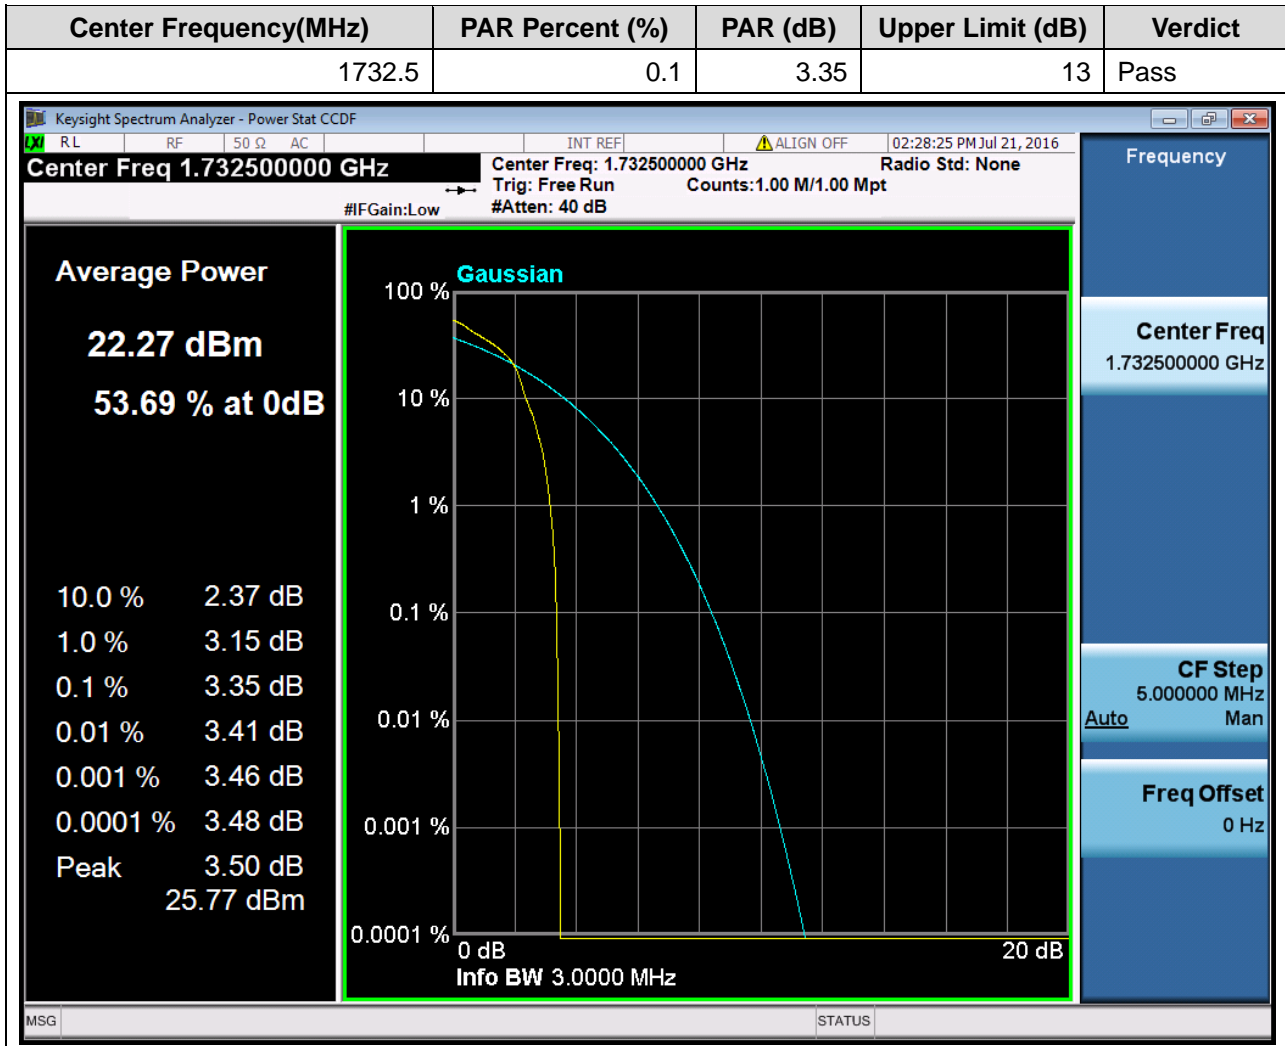 Center Frequency(MHz) PAR Percent (%) PAR (dB) Upper Limit (dB) Verdict
1732.5 0.1 3.35 13 Pass
Keysight Spectrum Analyzer - Power Stat CCDF
LXI RL RF 50 Ω AC INT REF ALIGN OFF 02:28:25 PM Jul 21, 2016
Center Freq 1.732500000 GHz
Center Freq: 1.732500000 GHz Radio Std: None
Trig: Free Run Counts:1.00 M/1.00 Mpt
#IFGain:Low #Atten: 40 dB
Average Power
22.27 dBm
53.69 % at 0dB
10.0 % 2.37 dB
1.0 % 3.15 dB
0.1 % 3.35 dB
0.01 % 3.41 dB
0.001 % 3.46 dB
0.0001 % 3.48 dB
Peak 3.50 dB
25.77 dBm
Gaussian
100 %
10 %
1 %
0.1 %
0.01 %
0.001 %
0.0001 %
0 dB 20 dB
Info BW 3.0000 MHz
Frequency
Center Freq
1.732500000 GHz
CF Step
5.000000 MHz
Auto Man
Freq Offset
0 Hz
MSG STATUS